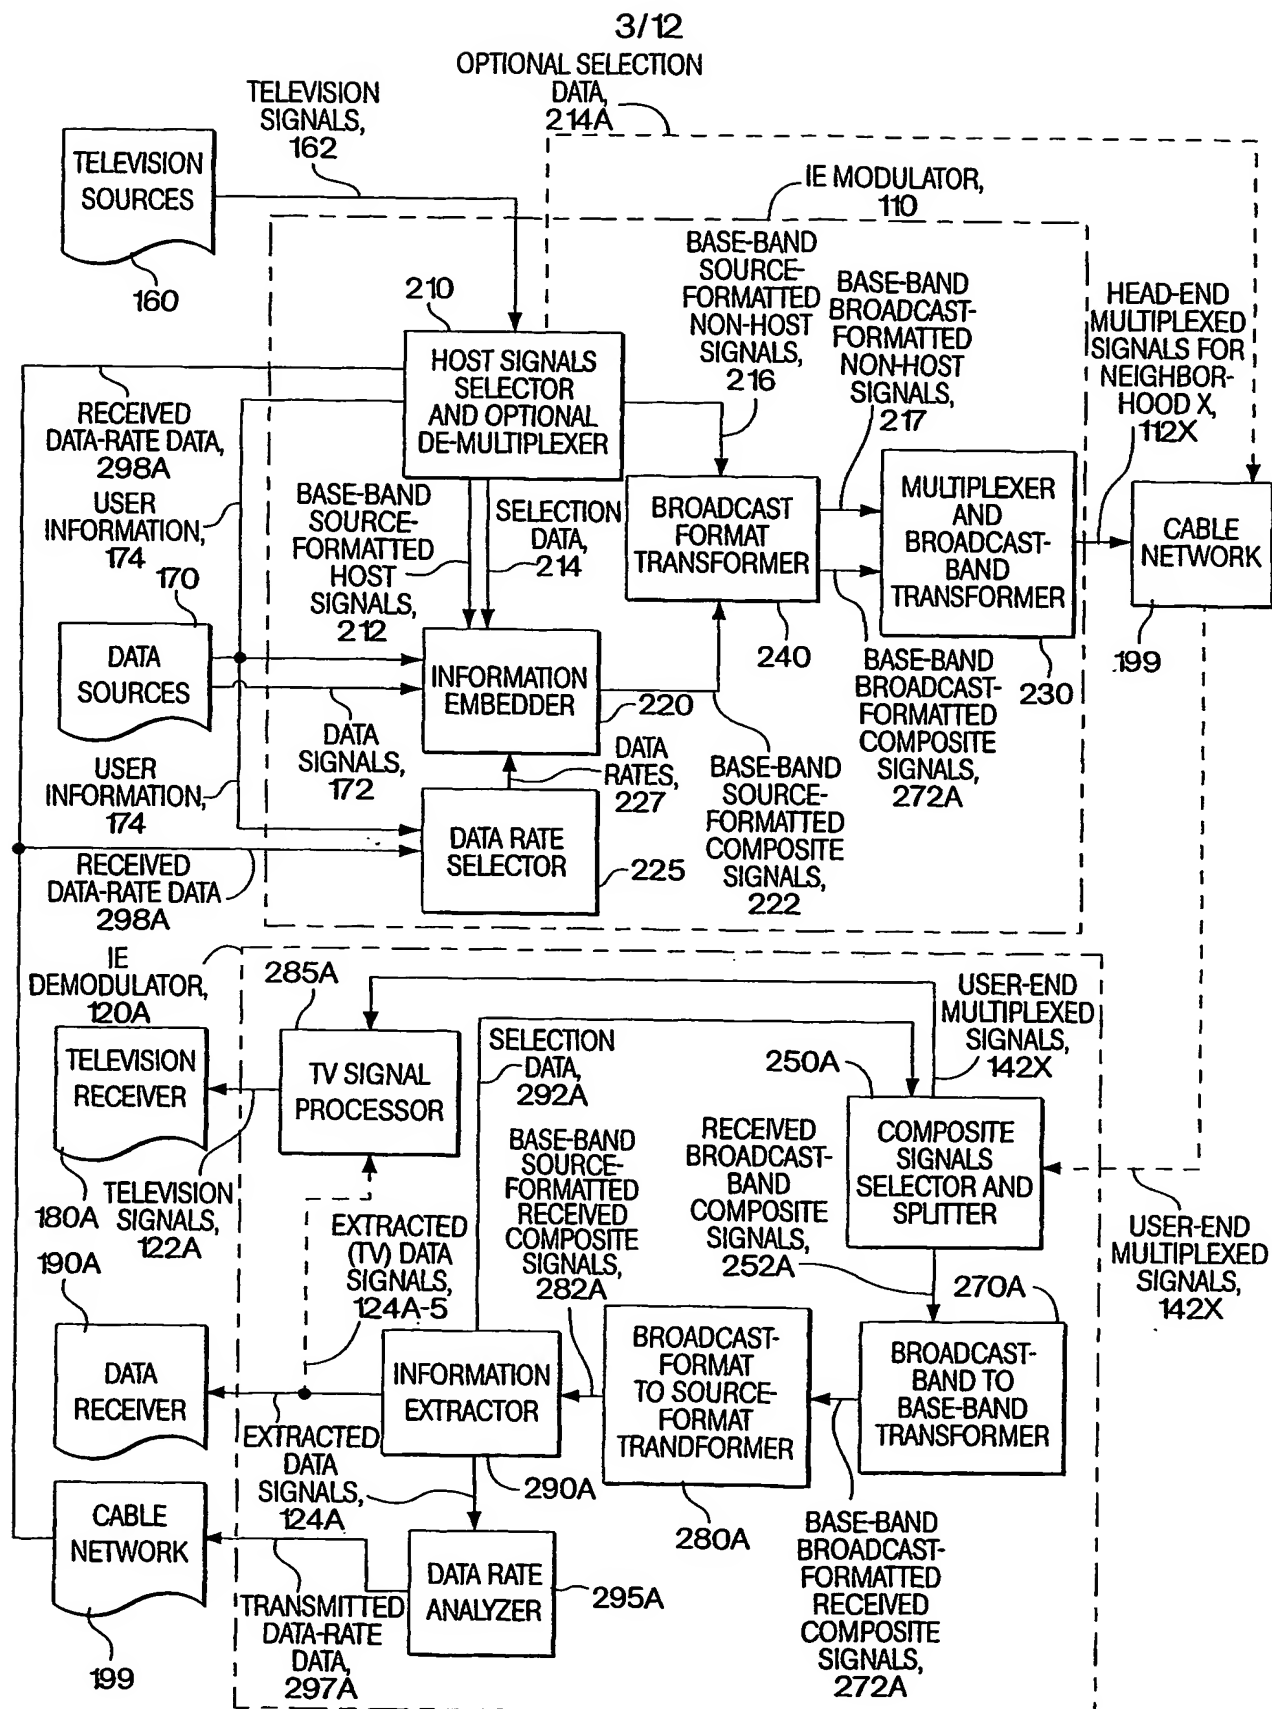 3/12
OPTIONAL SELECTION
DATA,
214A
TELEVISION
SIGNALS,
162
TELEVISION
SOURCES
160
IE MODULATOR,
110
210
HOST SIGNALS
SELECTOR
AND OPTIONAL
DE-MULTIPLEXER
BASE-BAND
SOURCE-
FORMATTED
NON-HOST
SIGNALS,
216
BASE-BAND
BROADCAST-
FORMATTED
NON-HOST
SIGNALS,
217
HEAD-END
MULTIPLEXED
SIGNALS FOR
NEIGHBOR-
HOOD X,
112X
RECEIVED
DATA-RATE DATA,
298A
USER
INFORMATION,
174
BASE-BAND
SOURCE-
FORMATTED
HOST
SIGNALS,
212
SELECTION
DATA,
214
BROADCAST
FORMAT
TRANSFORMER
240
MULTIPLEXER
AND
BROADCAST-
BAND
TRANSFORMER
230
CABLE
NETWORK
199
170
DATA
SOURCES
INFORMATION
EMBEDDER
220
DATA
SIGNALS,
172
DATA
RATES,
227
BASE-BAND
SOURCE-
FORMATTED
COMPOSITE
SIGNALS,
222
BASE-BAND
BROADCAST-
FORMATTED
COMPOSITE
SIGNALS,
272A
USER
INFORMATION,
174
DATA RATE
SELECTOR
225
RECEIVED
DATA-RATE DATA
298A
IE
DEMODULATOR,
120A
285A
TELEVISION
RECEIVER
180A
TV SIGNAL
PROCESSOR
TELEVISION
SIGNALS,
122A
SELECTION
DATA,
292A
USER-END
MULTIPLEXED
SIGNALS,
142X
250A
COMPOSITE
SIGNALS
SELECTOR AND
SPLITTER
RECEIVED
BROADCAST-
BAND
COMPOSITE
SIGNALS,
252A
USER-END
MULTIPLEXED
SIGNALS,
142X
BASE-BAND
SOURCE-
FORMATTED
RECEIVED
COMPOSITE
SIGNALS,
282A
EXTRACTED
(TV) DATA
SIGNALS,
124A-5
190A
DATA
RECEIVER
INFORMATION
EXTRACTOR
290A
BROADCAST-
FORMAT
TO SOURCE-
FORMAT
TRANDFORMER
280A
270A
BROADCAST-
BAND TO
BASE-BAND
TRANSFORMER
EXTRACTED
DATA
SIGNALS,
124A
BASE-BAND
BROADCAST-
FORMATTED
RECEIVED
COMPOSITE
SIGNALS,
272A
CABLE
NETWORK
199
DATA RATE
ANALYZER
295A
TRANSMITTED
DATA-RATE
DATA,
297A